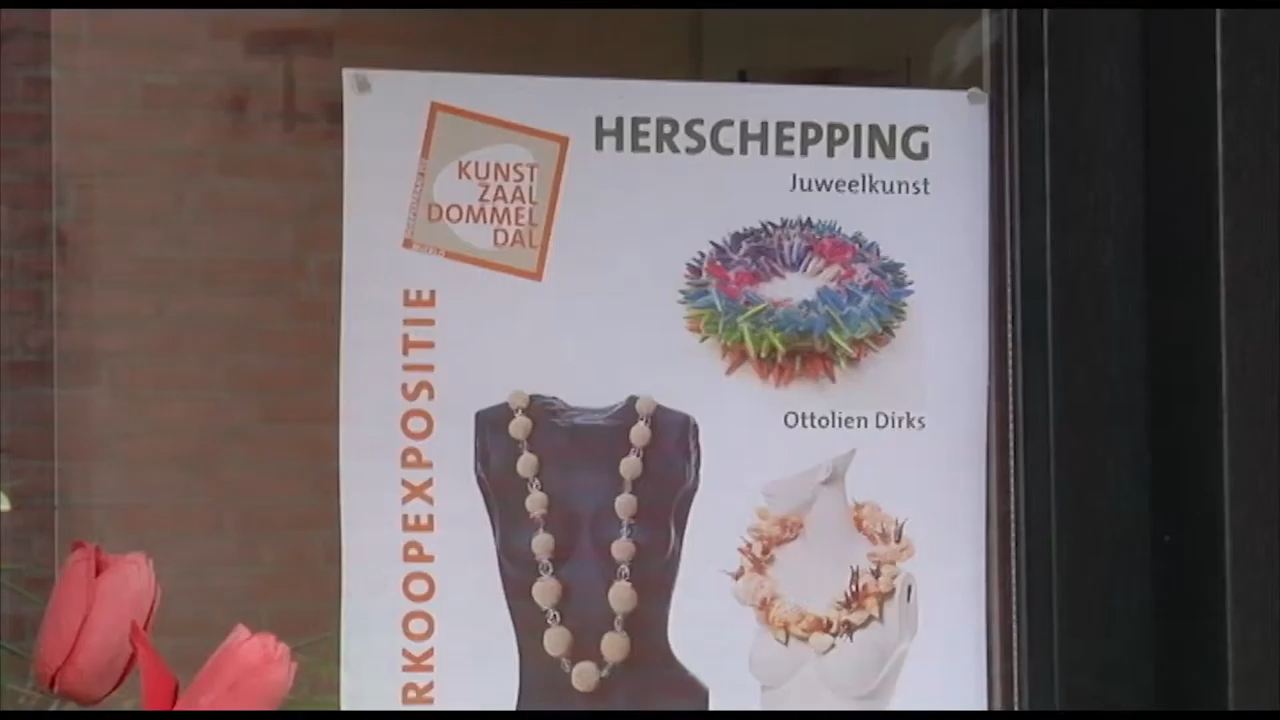 KUNST
ZAAL
DOMMEL
DAL
HERSCHEPPING
Juweelkunst
RKOOPEXPOSITIE
Ottolien Dirks